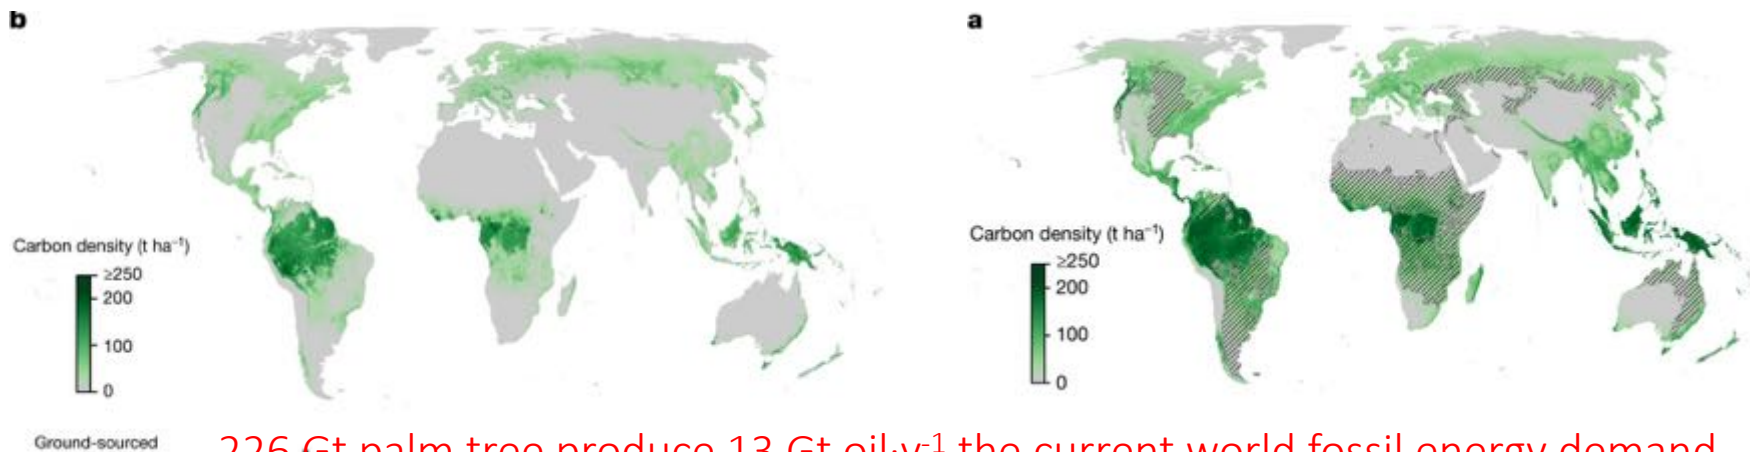 b
a
Carbon density (t ha⁻¹)
≥250
200
100
0
Carbon density (t ha⁻¹)
≥250
200
100
0
Ground-sourced
226 Gt palm tree produce 13 Gt oil·y⁻¹ the current world fossil energy demand